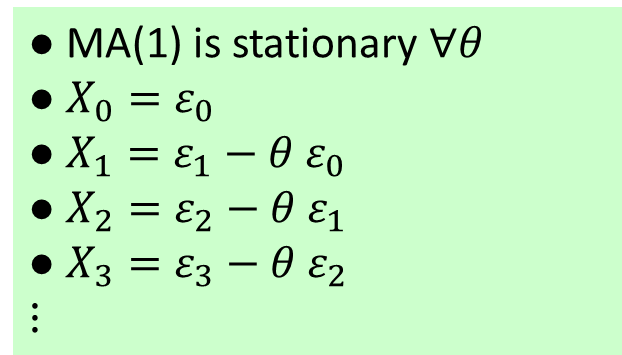 ● MA(1) is stationary ∀θ
● X₀ = ε₀
● X₁ = ε₁ − θ ε₀
● X₂ = ε₂ − θ ε₁
● X₃ = ε₃ − θ ε₂
⋮